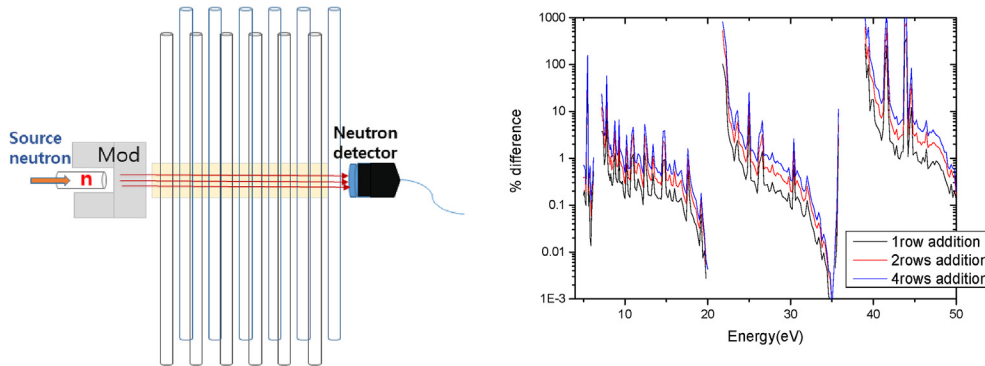 Source
neutron
n
Mod
Neutron
detector
1000
100
10
1
0.1
0.01
1E-3
% difference
10
20
30
40
50
Energy(eV)
1row addition
2rows addition
4rows addition